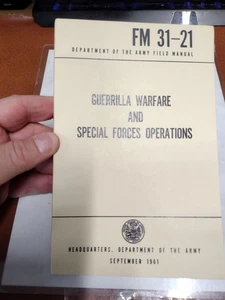 FM 31-21
DEPARTMENT OF THE ARMY FIELD MANUAL
GUERRILLA WARFARE
AND
SPECIAL FORCES OPERATIONS
HEADQUARTERS, DEPARTMENT OF THE ARMY
SEPTEMBER 1961